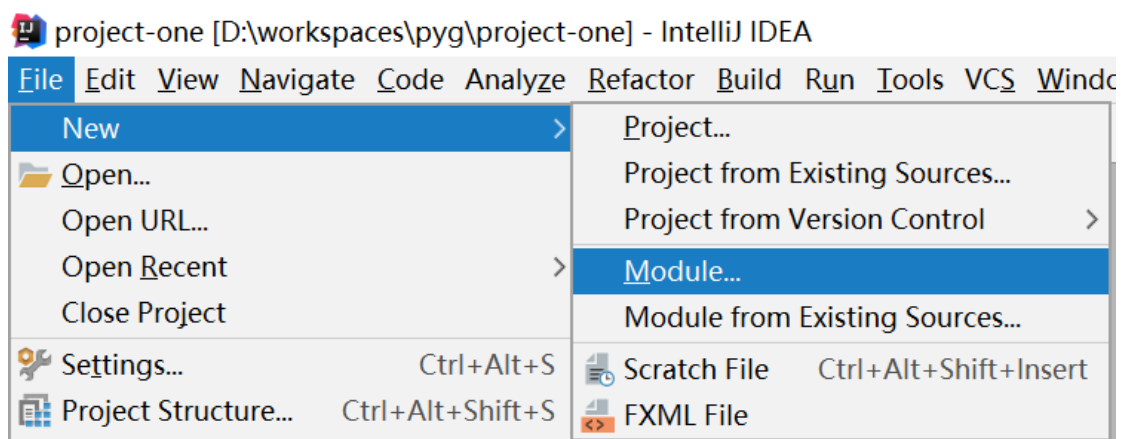 project-one [D:\workspaces\pyg\project-one] - IntelliJ IDEA
File Edit View Navigate Code Analyze Refactor Build Run Tools VCS
New
Open...
Open URL...
Open Recent
Close Project
Settings... Ctrl+Alt+S
Project Structure... Ctrl+Alt+Shift+S
Project...
Project from Existing Sources...
Project from Version Control
Module...
Module from Existing Sources...
Scratch File Ctrl+Alt+Shift+Insert
FXML File